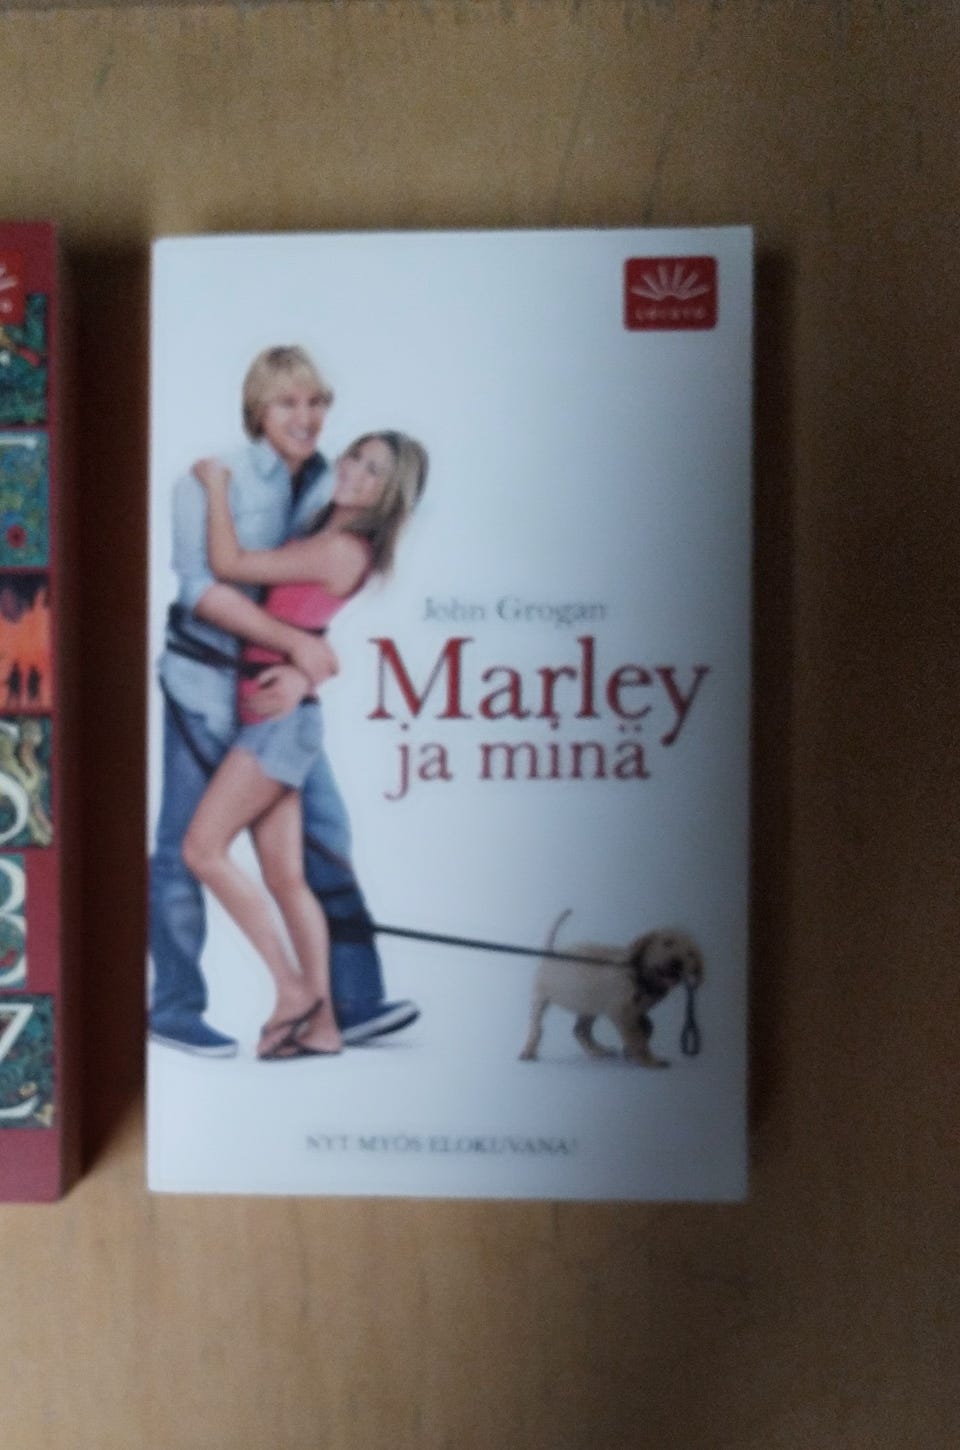 John Grogan
Marley
ja minä
NYT MYÖS ELOKUVANA!